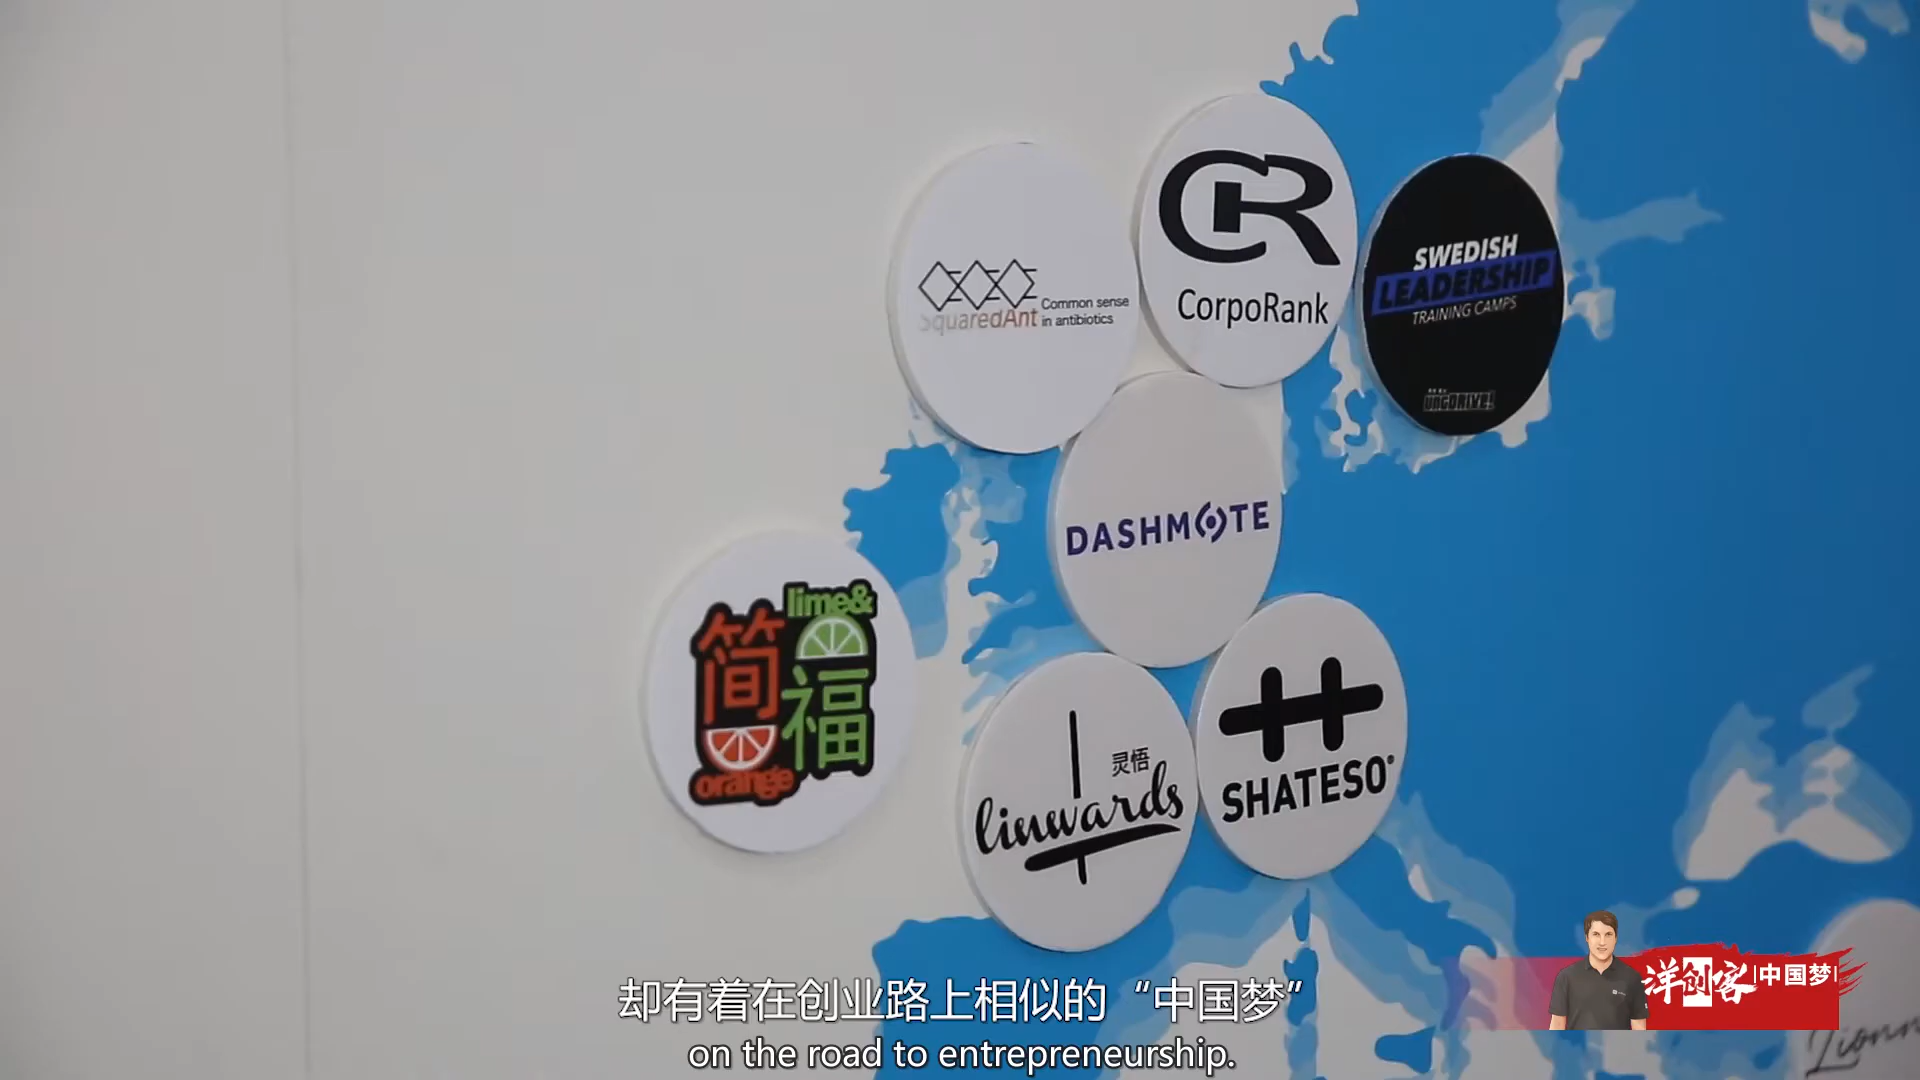 CR
CorpoRank
SWEDISH
LEADERSHIP
TRAINING CAMPS
UNGDRIVE!
SquaredAnt
Common sense
in antibiotics
DASHMOTE
lime&
简福
orange
灵悟
linwards
SHATESO
洋创客
中国梦
却有着在创业路上相似的“中国梦”
on the road to entrepreneurship.